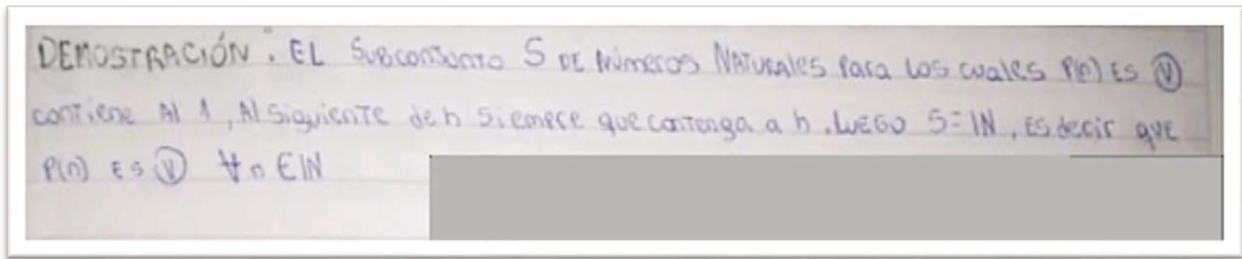 DEMOSTRACIÓN: EL SUBCONJUNTO S DE NÚMEROS NATURALES PARA LOS CUALES P(n) ES Ⓥ
CONTIENE AL 1, AL SIGUIENTE DE h SIEMPRE QUE CONTENGA A h. LUEGO S=IN, ES DECIR QUE
P(n) ES Ⓥ ∀n ∈ IN